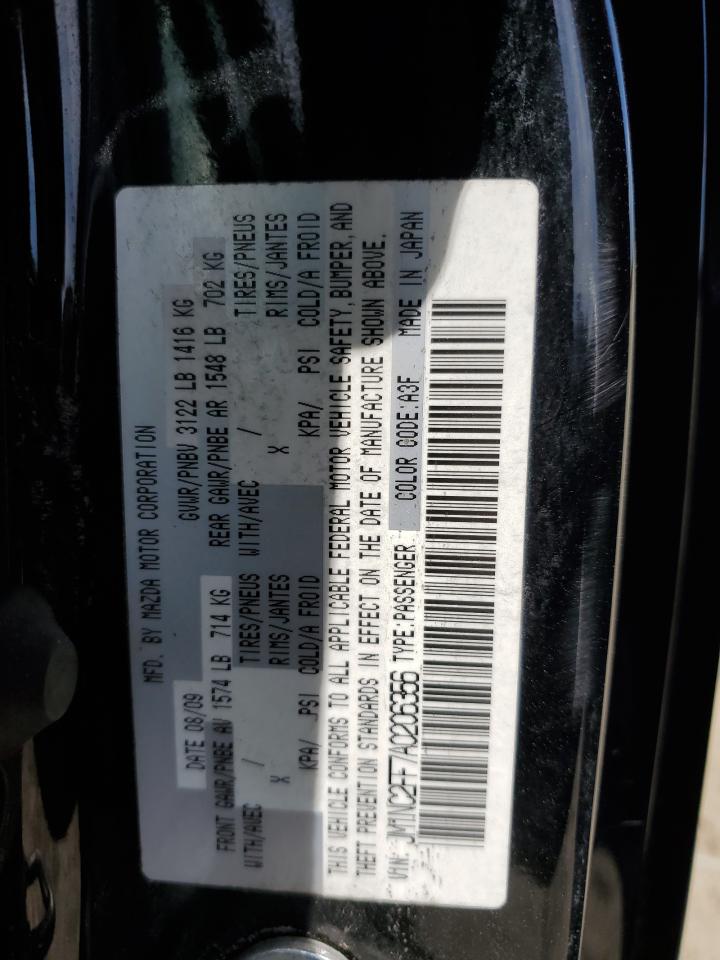 MFD. BY MAZDA MOTOR CORPORATION
DATE 08/09 GVWR/PNBV 3122 LB 1416 KG
FRONT GAWR/PNBE AV 1574 LB 714 KG REAR GAWR/PNBE AR 1548 LB 702 KG
WITH/AVEC / TIRES/PNEUS WITH/AVEC / TIRES/PNEUS
X RIMS/JANTES X RIMS/JANTES
KPA/ PSI COLD/A FROID KPA/ PSI COLD/A FROID
THIS VEHICLE CONFORMS TO ALL APPLICABLE FEDERAL MOTOR VEHICLE SAFETY, BUMPER, AND
THEFT PREVENTION STANDARDS IN EFFECT ON THE DATE OF MANUFACTURE SHOWN ABOVE.
VIN: JM1NC2FF7A0206366 TYPE:PASSENGER COLOR CODE:A3F MADE IN JAPAN